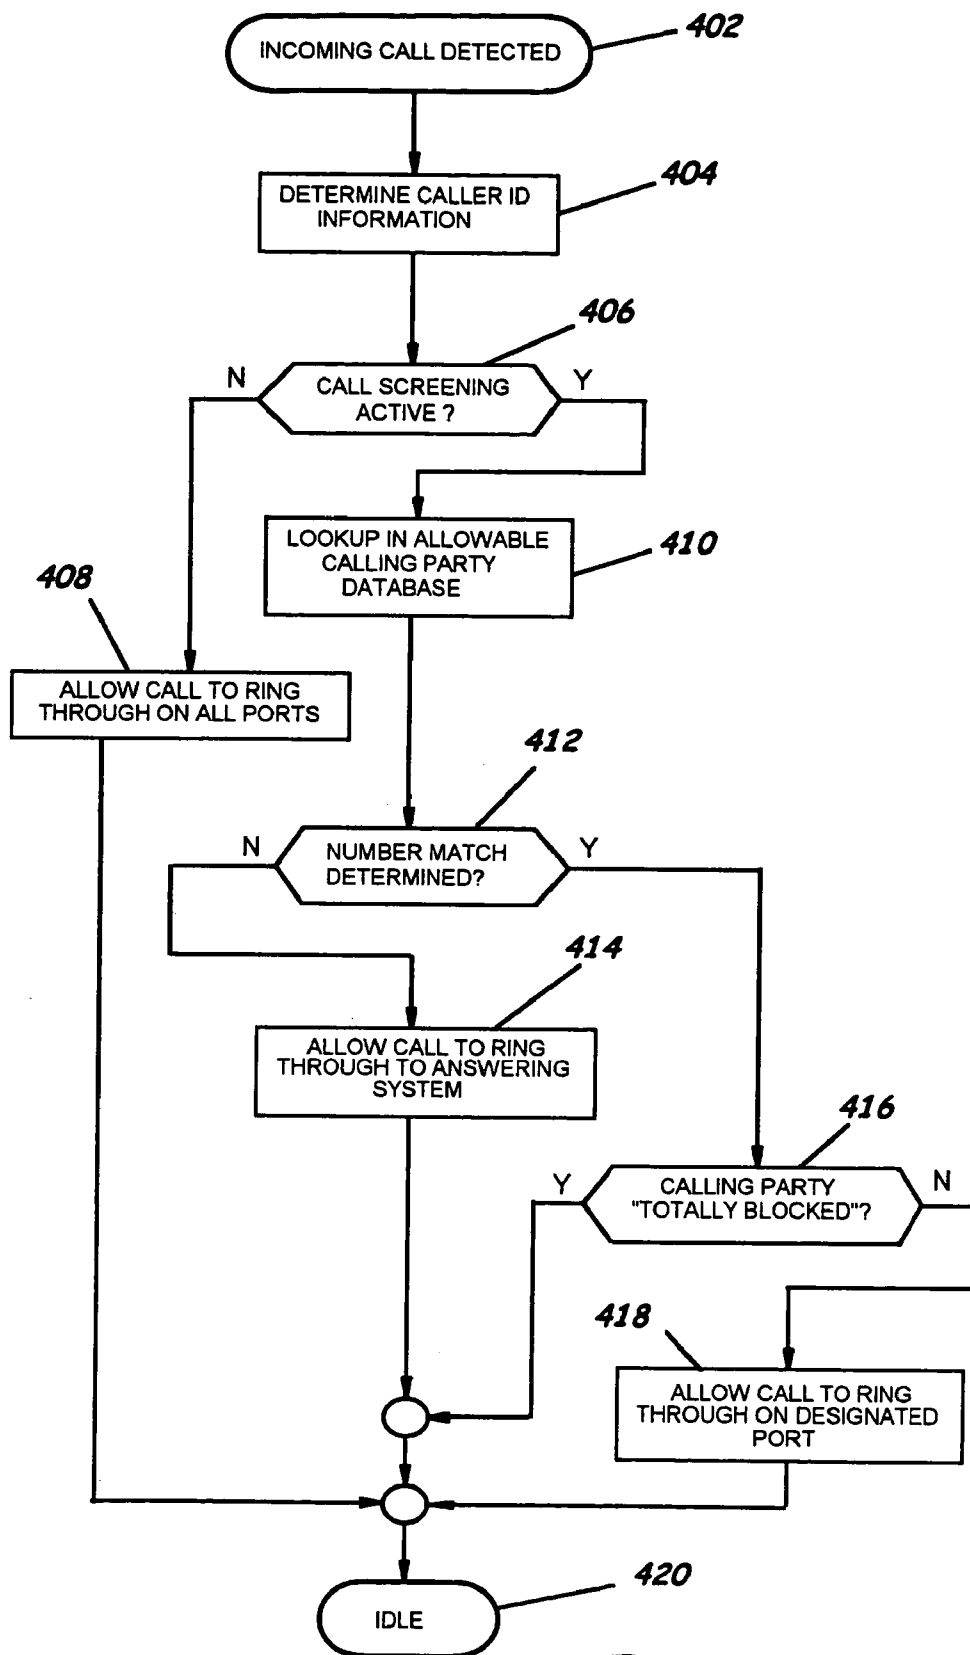 402
INCOMING CALL DETECTED
404
DETERMINE CALLER ID
INFORMATION
406
N
CALL SCREENING
ACTIVE ?
Y
LOOKUP IN ALLOWABLE
CALLING PARTY
DATABASE
410
408
ALLOW CALL TO RING
THROUGH ON ALL PORTS
412
N
NUMBER MATCH
DETERMINED?
Y
414
ALLOW CALL TO RING
THROUGH TO ANSWERING
SYSTEM
416
Y
CALLING PARTY
"TOTALLY BLOCKED"?
N
418
ALLOW CALL TO RING
THROUGH ON DESIGNATED
PORT
420
IDLE